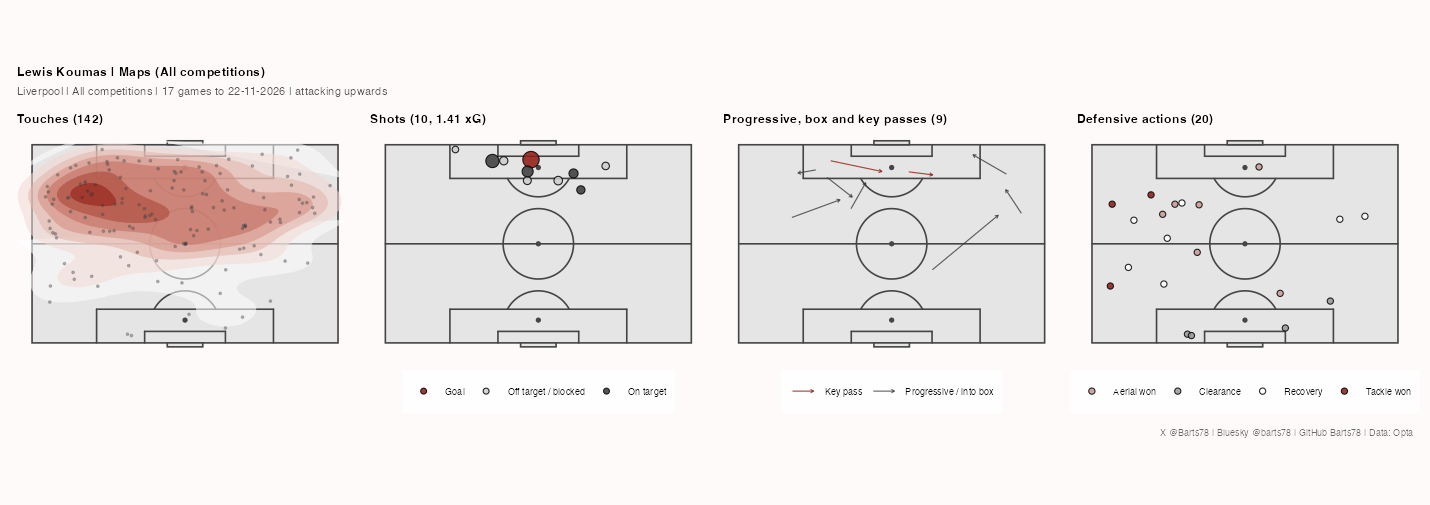 Lewis Koumas | Maps (All competitions)
Liverpool | All competitions | 17 games to 22-11-2026 | attacking upwards
Touches (142)
Shots (10, 1.41 xG)
Progressive, box and key passes (9)
Defensive actions (20)
Goal
Off target / blocked
On target
Key pass
Progressive / into box
Aerial won
Clearance
Recovery
Tackle won
X @Barts78 | Bluesky @barts78 | GitHub Barts78 | Data: Opta